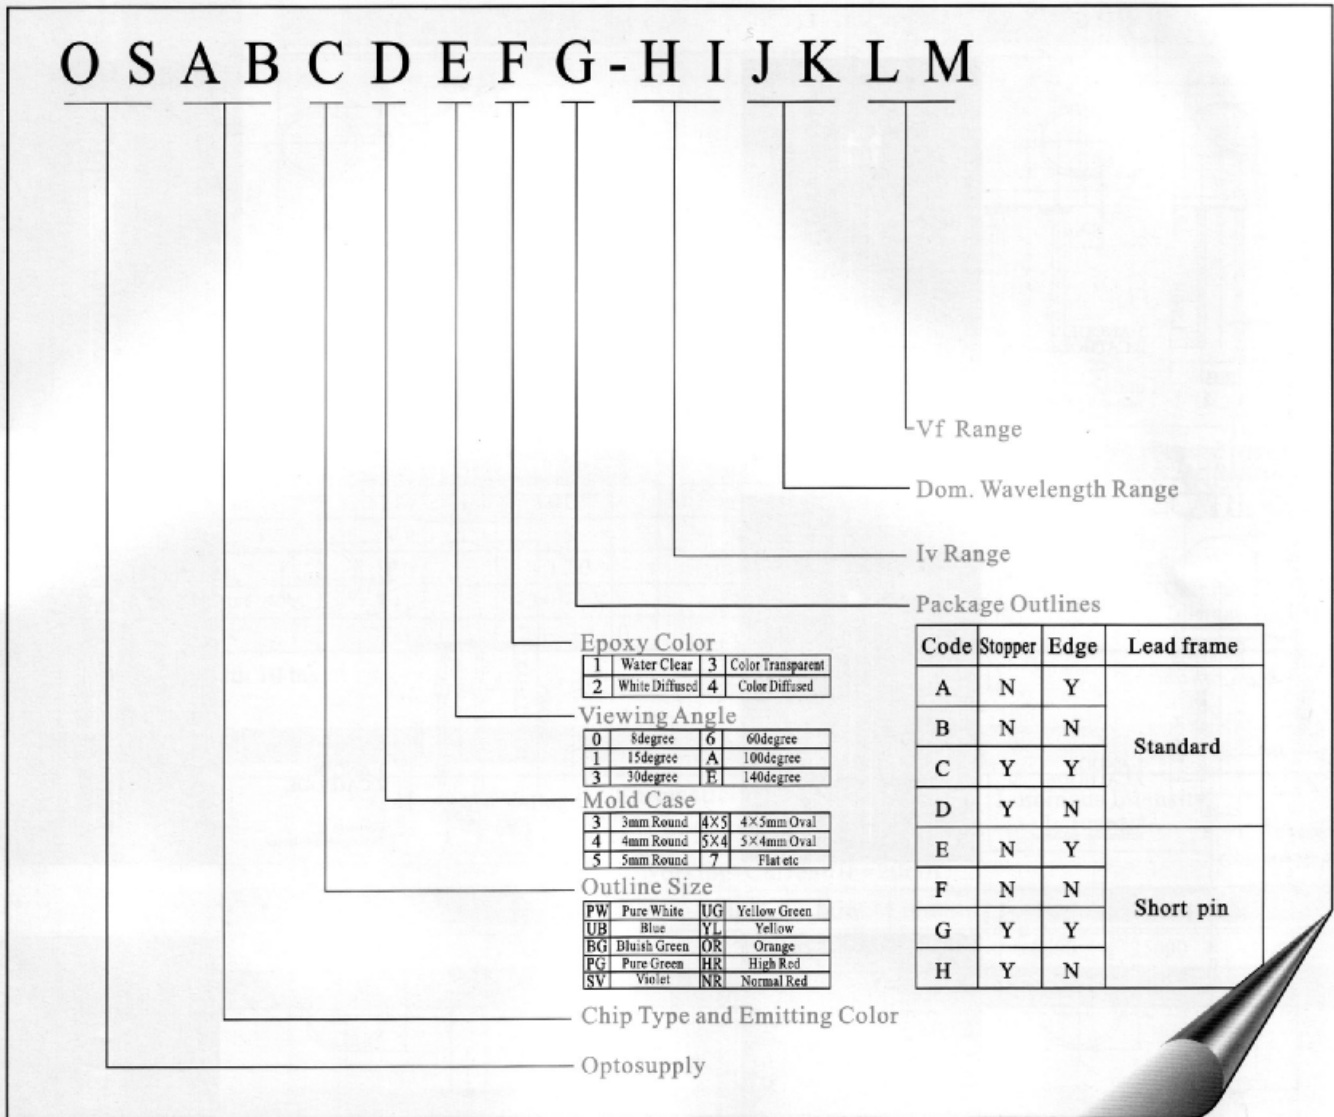 O S A B C D E F G - H I J K L M
Vf Range
Dom. Wavelength Range
Iv Range
Package Outlines
Code Stopper Edge Lead frame
A N Y
B N N
Standard
C Y Y
D Y N
E N Y
F N N
Short pin
G Y Y
H Y N
Epoxy Color
1 Water Clear 3 Color Transparent
2 White Diffused 4 Color Diffused
Viewing Angle
0 8degree 6 60degree
1 15degree A 100degree
3 30degree E 140degree
Mold Case
3 3mm Round 4×5 4×5mm Oval
4 4mm Round 5×4 5×4mm Oval
5 5mm Round 7 Flat etc
Outline Size
PW Pure White UG Yellow Green
UB Blue YL Yellow
BG Bluish Green OR Orange
PG Pure Green HR High Red
SV Violet NR Normal Red
Chip Type and Emitting Color
Optosupply